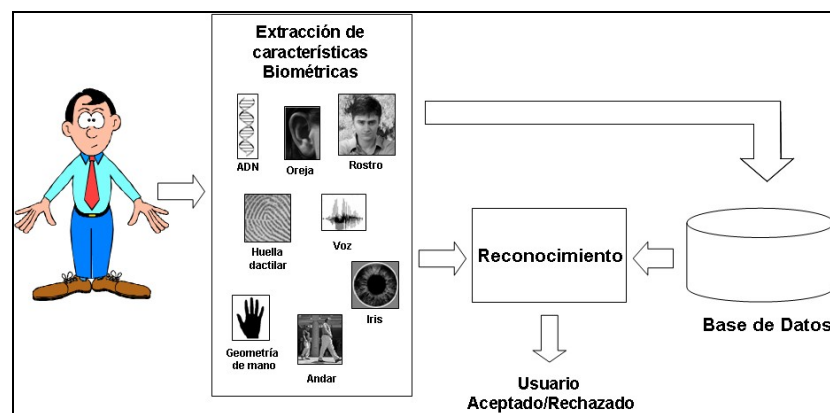 Extracción de
características
Biométricas
ADN
Oreja
Rostro
Huella
dactilar
Voz
Iris
Geometría
de mano
Andar
Reconocimiento
Base de Datos
Usuario
Aceptado/Rechazado